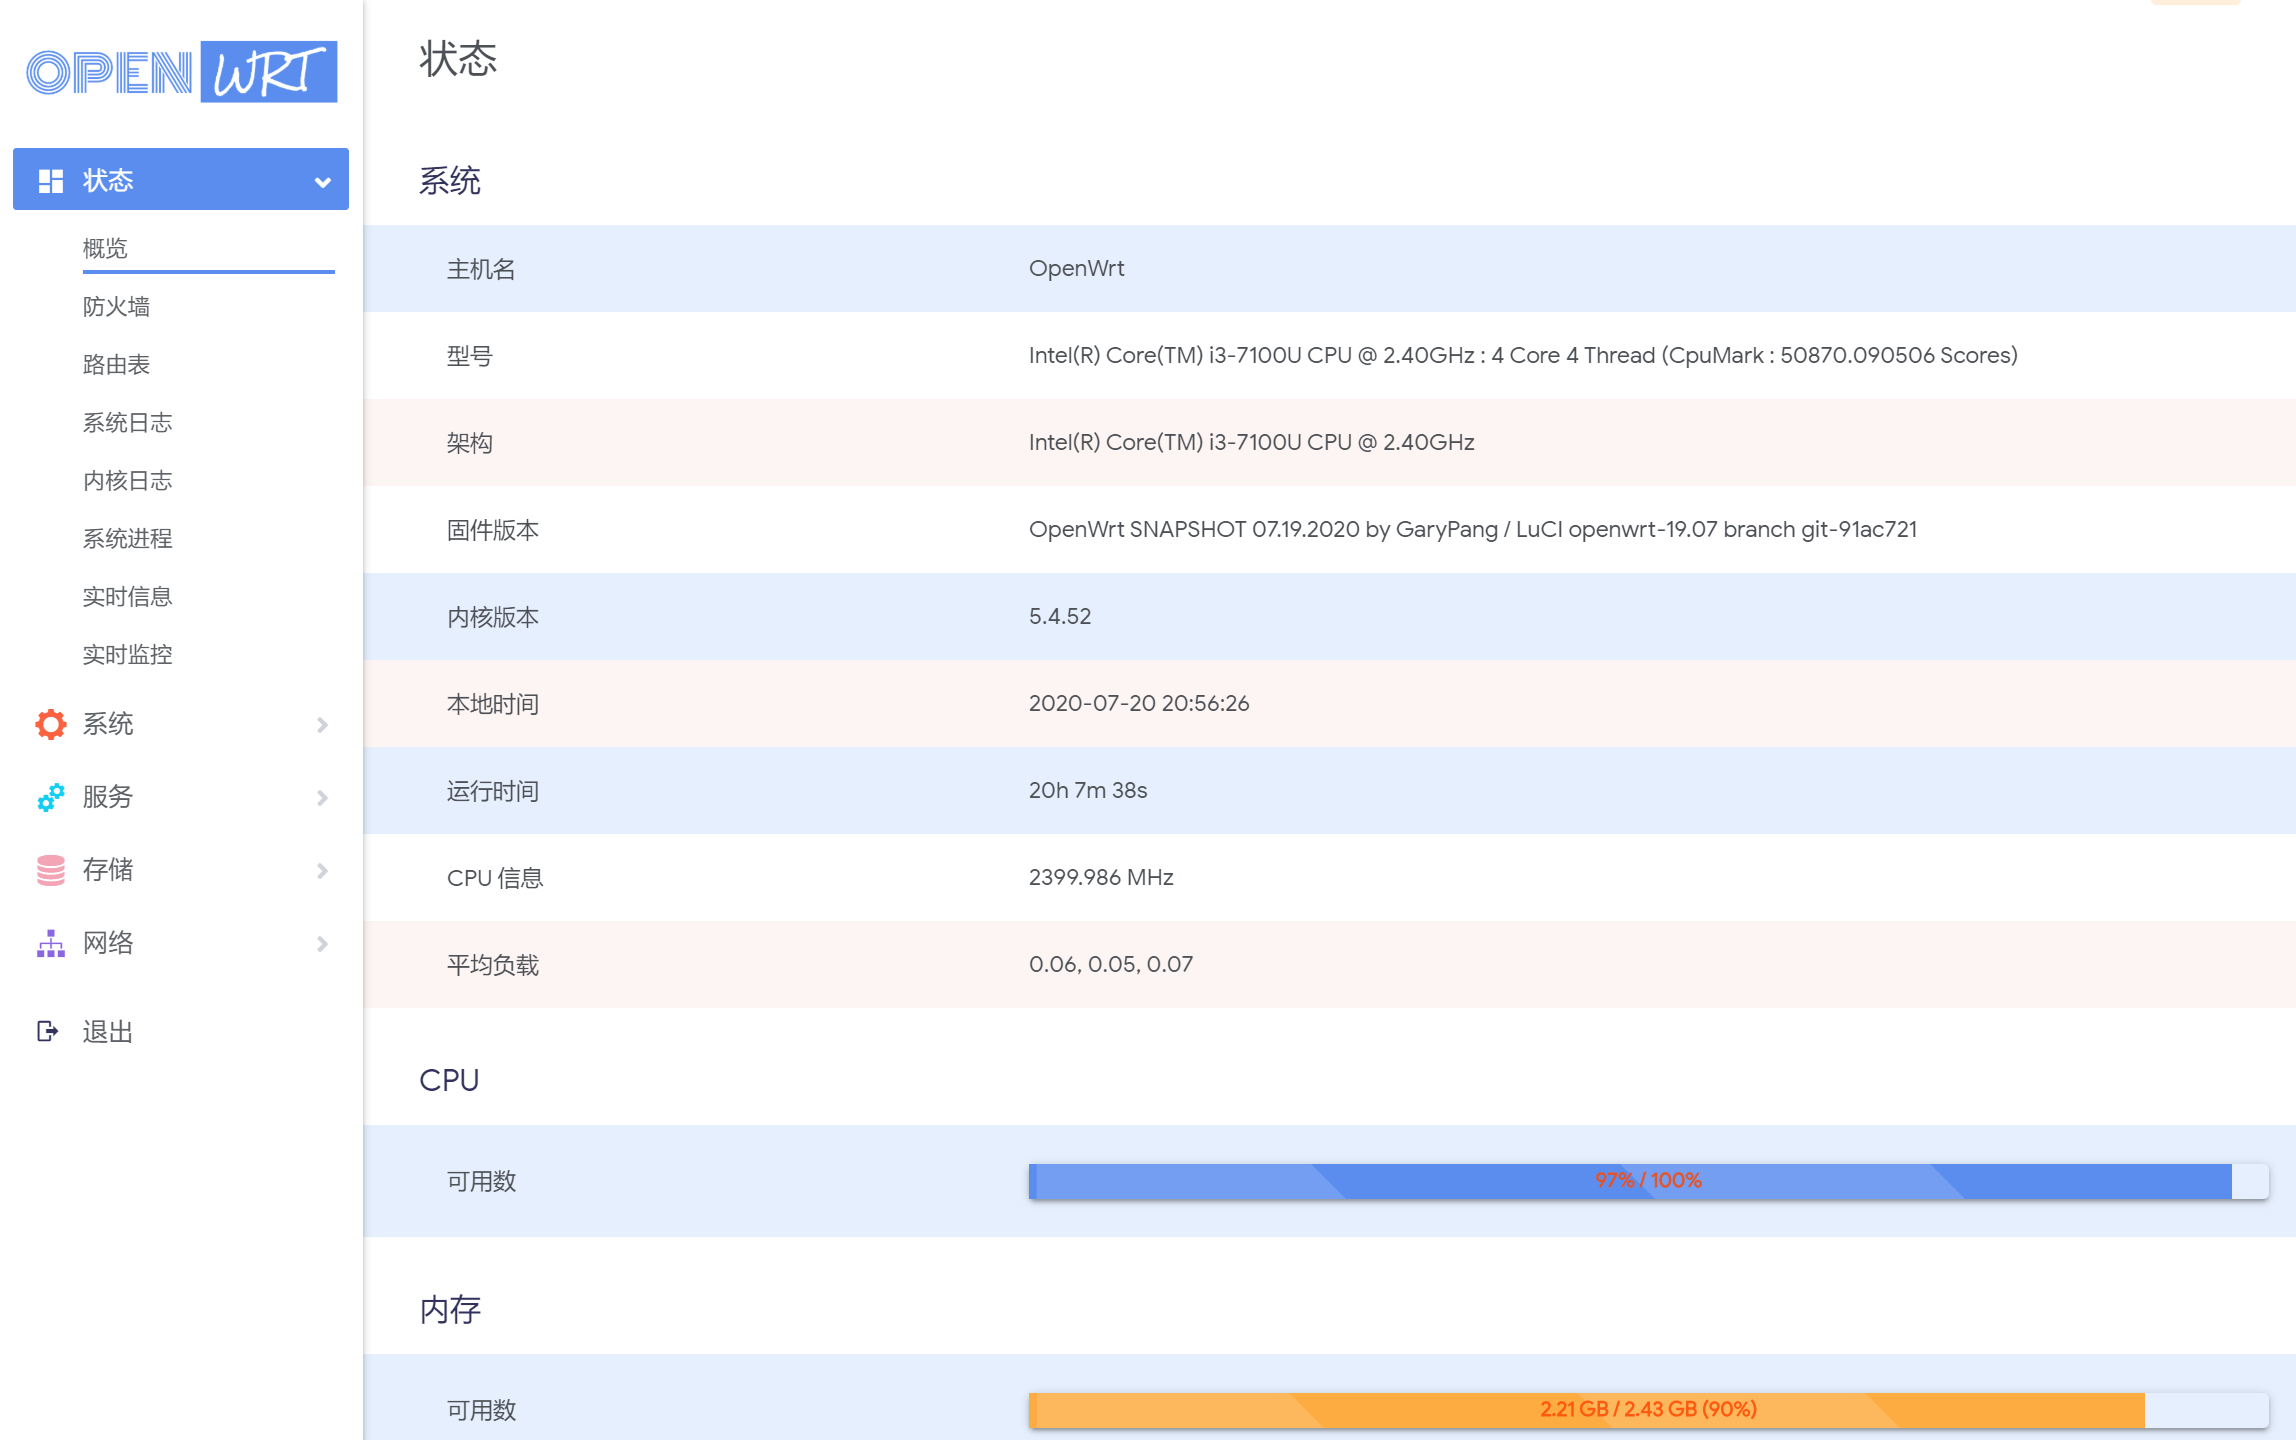 OPEN WRT
状态
概览
防火墙
路由表
系统日志
内核日志
系统进程
实时信息
实时监控
系统
服务
存储
网络
退出
状态
系统
主机名 OpenWrt
型号 Intel(R) Core(TM) i3-7100U CPU @ 2.40GHz : 4 Core 4 Thread (CpuMark : 50870.090506 Scores)
架构 Intel(R) Core(TM) i3-7100U CPU @ 2.40GHz
固件版本 OpenWrt SNAPSHOT 07.19.2020 by GaryPang / LuCI openwrt-19.07 branch git-91ac721
内核版本 5.4.52
本地时间 2020-07-20 20:56:26
运行时间 20h 7m 38s
CPU 信息 2399.986 MHz
平均负载 0.06, 0.05, 0.07
CPU
可用数 97% / 100%
内存
可用数 2.21 GB / 2.43 GB (90%)